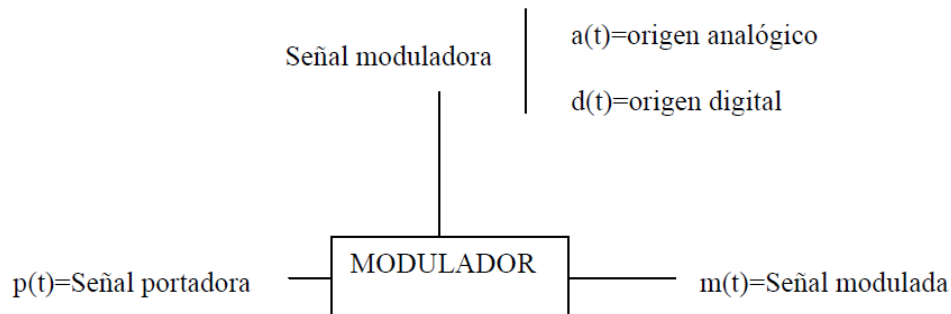 a(t)=origen analógico
Señal moduladora
d(t)=origen digital
MODULADOR
p(t)=Señal portadora
m(t)=Señal modulada